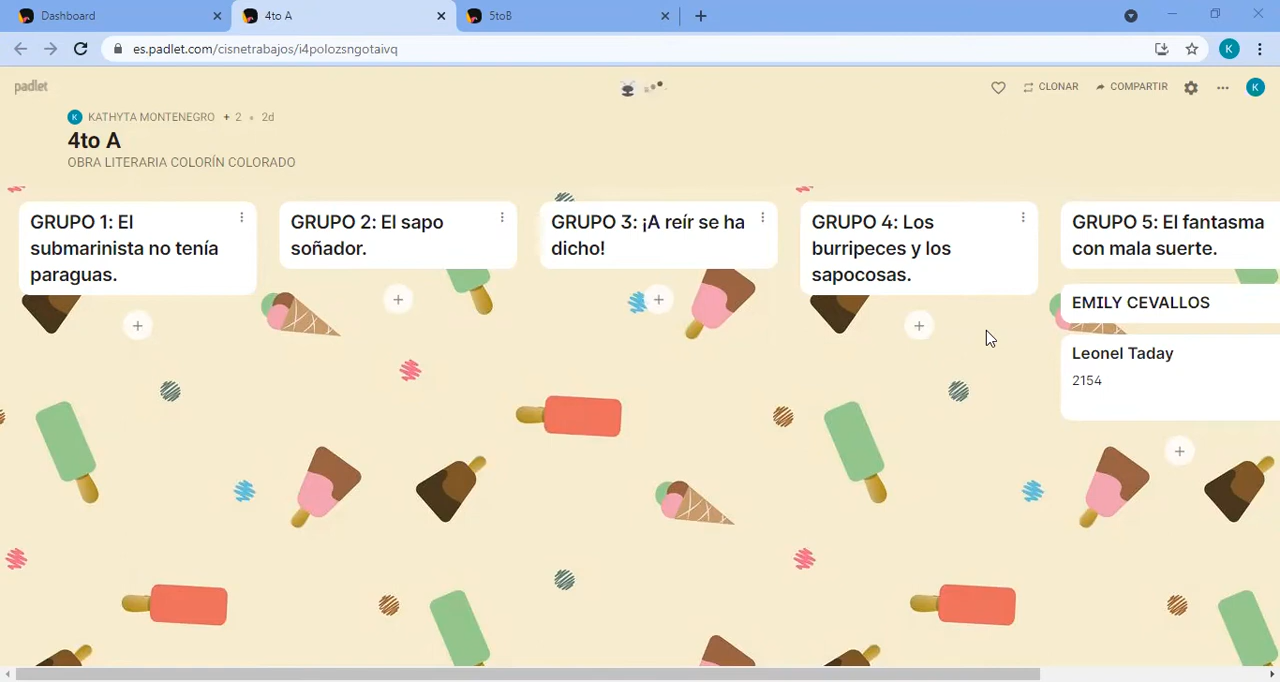 Dashboard
4to A
5toB
es.padlet.com/cisnetrabajos/i4polozsngotaivq
K
padlet
CLONAR
COMPARTIR
K
K KATHYTA MONTENEGRO + 2 • 2d
4to A
OBRA LITERARIA COLORÍN COLORADO
GRUPO 1: El
submarinista no tenía
paraguas.
GRUPO 2: El sapo
soñador.
GRUPO 3: ¡A reír se ha
dicho!
GRUPO 4: Los
burripeces y los
sapocosas.
GRUPO 5: El fantasma
con mala suerte.
EMILY CEVALLOS
Leonel Taday
2154